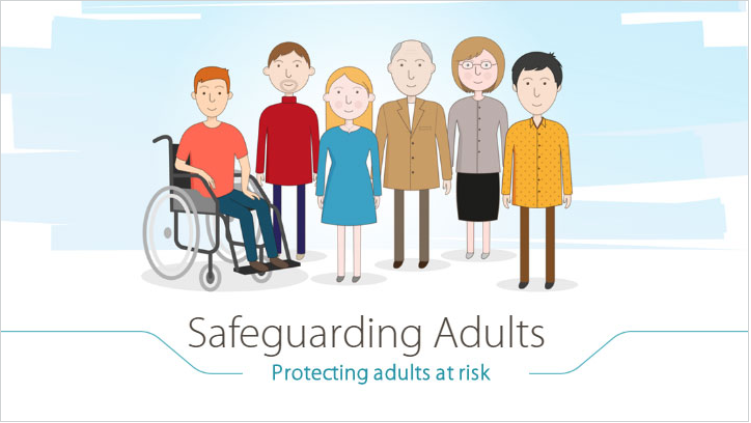 Safeguarding Adults
Protecting adults at risk